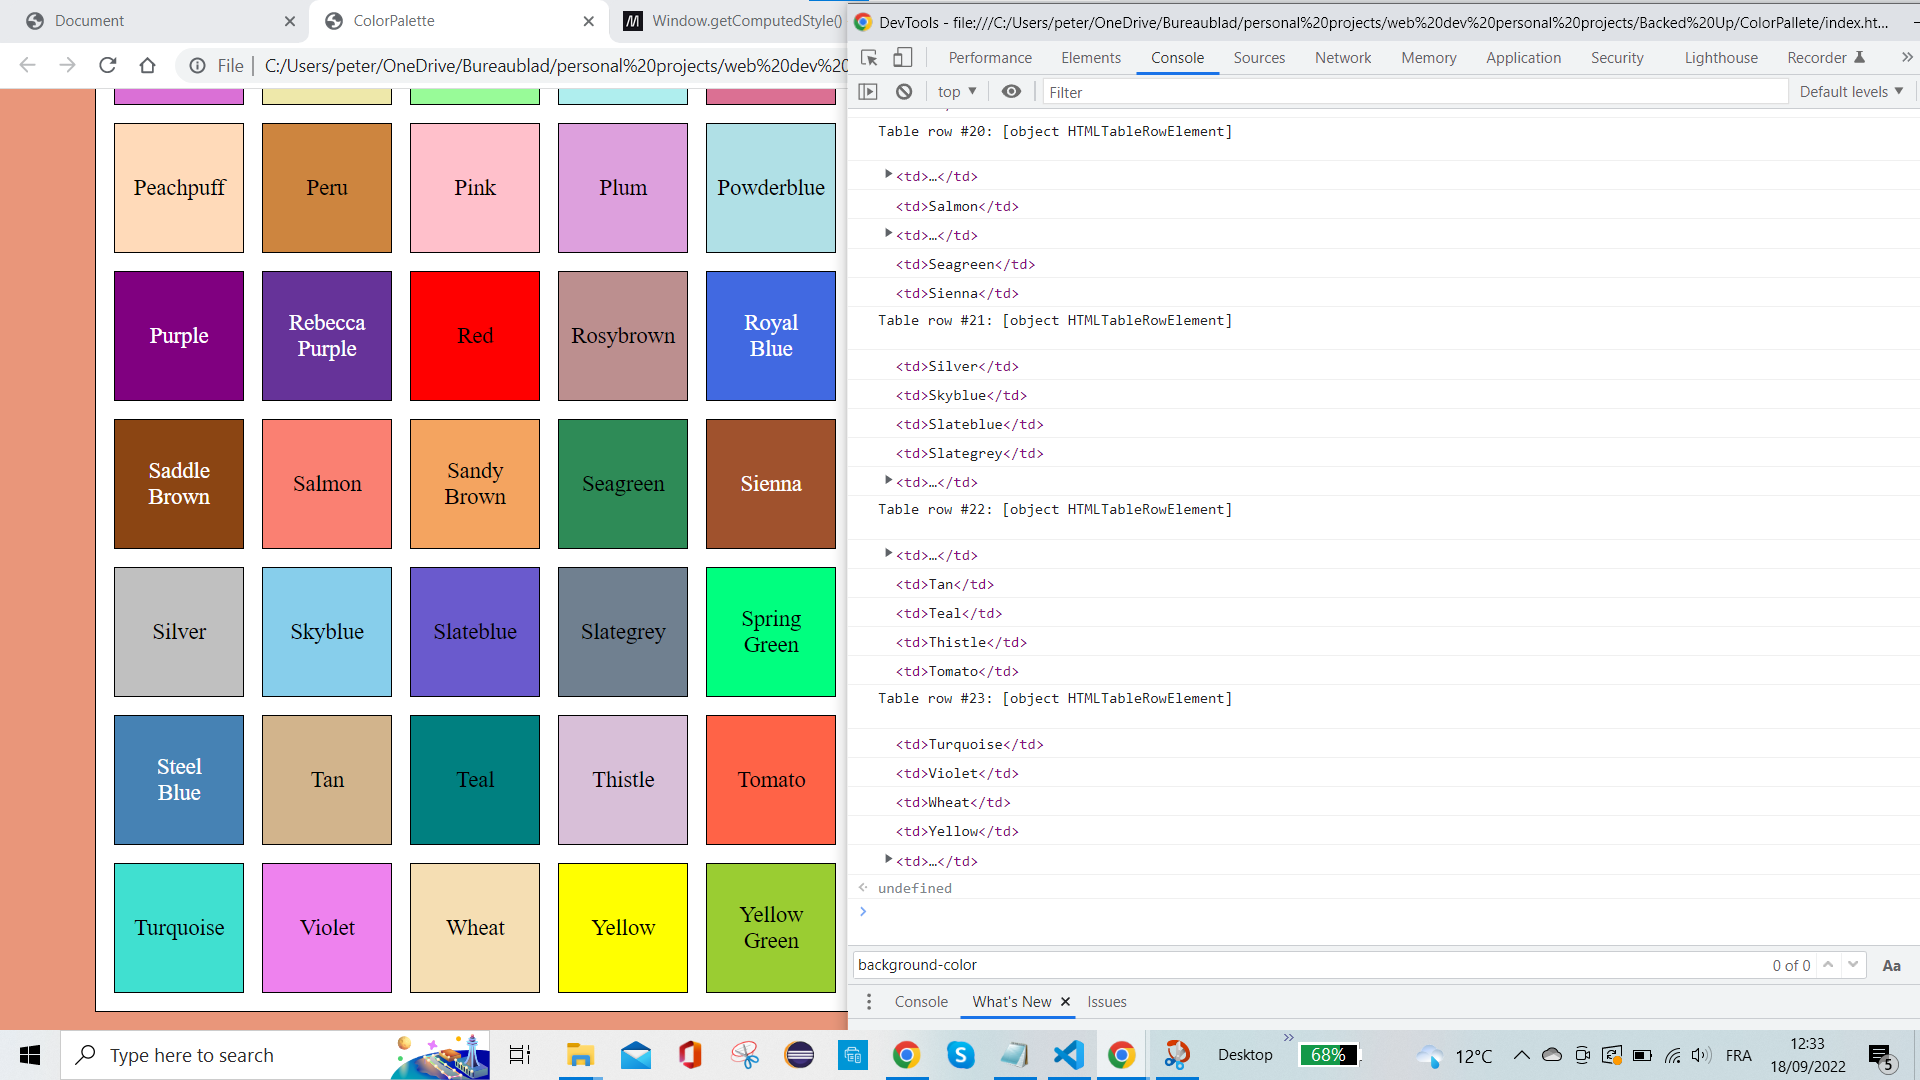 Document
ColorPalette
Window.getComputedStyle()
File
C:/Users/peter/OneDrive/Bureaublad/personal%20projects/web%20dev%20
Peachpuff
Peru
Pink
Plum
Powderblue
Purple
Rebecca
Purple
Red
Rosybrown
Royal
Blue
Saddle
Brown
Salmon
Sandy
Brown
Seagreen
Sienna
Silver
Skyblue
Slateblue
Slategrey
Spring
Green
Steel
Blue
Tan
Teal
Thistle
Tomato
Turquoise
Violet
Wheat
Yellow
Yellow
Green
DevTools - file:///C:/Users/peter/OneDrive/Bureaublad/personal%20projects/web%20dev%20personal%20projects/Backed%20Up/ColorPallete/index.ht...
Performance Elements Console Sources Network Memory Application Security Lighthouse Recorder
top
Filter
Default levels
Table row #20: [object HTMLTableRowElement]
<td>…</td>
<td>Salmon</td>
<td>…</td>
<td>Seagreen</td>
<td>Sienna</td>
Table row #21: [object HTMLTableRowElement]
<td>Silver</td>
<td>Skyblue</td>
<td>Slateblue</td>
<td>Slategrey</td>
<td>…</td>
Table row #22: [object HTMLTableRowElement]
<td>…</td>
<td>Tan</td>
<td>Teal</td>
<td>Thistle</td>
<td>Tomato</td>
Table row #23: [object HTMLTableRowElement]
<td>Turquoise</td>
<td>Violet</td>
<td>Wheat</td>
<td>Yellow</td>
<td>…</td>
undefined
background-color
0 of 0
Aa
Console What's New Issues
Type here to search
Desktop
68%
12°C
FRA
12:33
18/09/2022
5